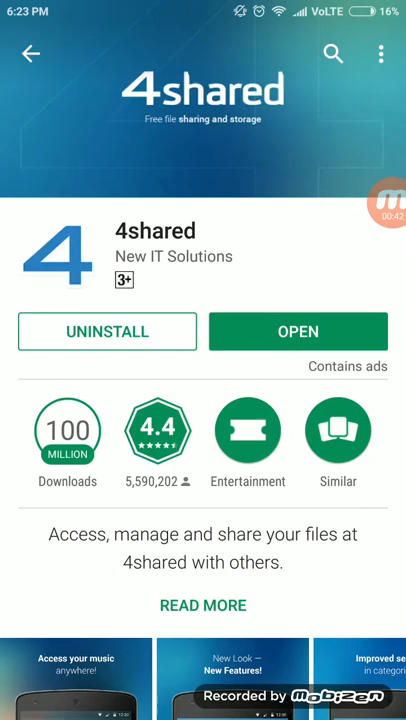 6:23 PM VoLTE 16%
4shared
Free file sharing and storage
00:42
4shared
New IT Solutions
3+
UNINSTALL OPEN
Contains ads
100 4.4
MILLION
Downloads 5,590,202 Entertainment Similar
Access, manage and share your files at
4shared with others.
READ MORE
Access your music
anywhere!
New Look —
New Features!
Improved se
in categori
Recorded by Mobizen